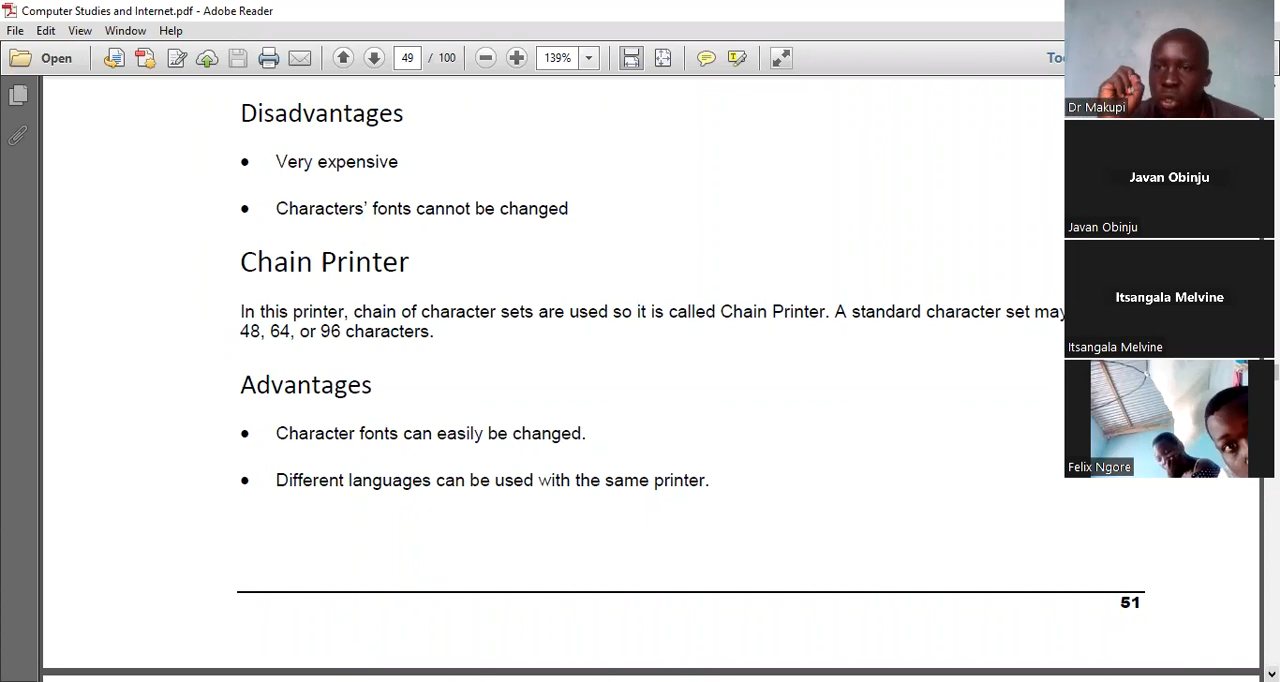 Computer Studies and Internet.pdf - Adobe Reader
File Edit View Window Help
Open 49 / 100 139%
Disadvantages
• Very expensive
• Characters’ fonts cannot be changed
Chain Printer
In this printer, chain of character sets are used so it is called Chain Printer. A standard character set may
48, 64, or 96 characters.
Advantages
• Character fonts can easily be changed.
• Different languages can be used with the same printer.
51
Dr Makupi
Javan Obinju
Javan Obinju
Itsangala Melvine
Itsangala Melvine
Felix Ngore